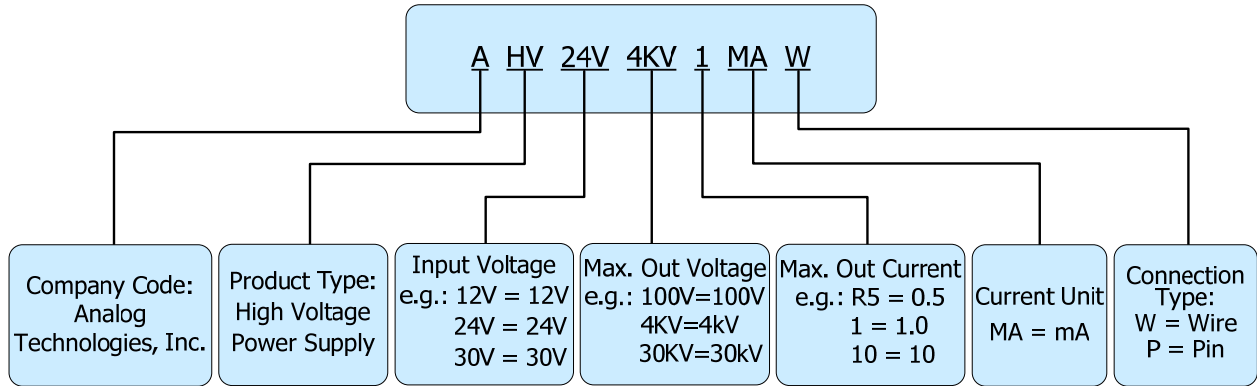 A HV 24V 4KV 1 MA W
Company Code:
Analog
Technologies, Inc.
Product Type:
High Voltage
Power Supply
Input Voltage
e.g.: 12V = 12V
24V = 24V
30V = 30V
Max. Out Voltage
e.g.: 100V=100V
4KV=4kV
30KV=30kV
Max. Out Current
e.g.: R5 = 0.5
1 = 1.0
10 = 10
Current Unit
MA = mA
Connection
Type:
W = Wire
P = Pin